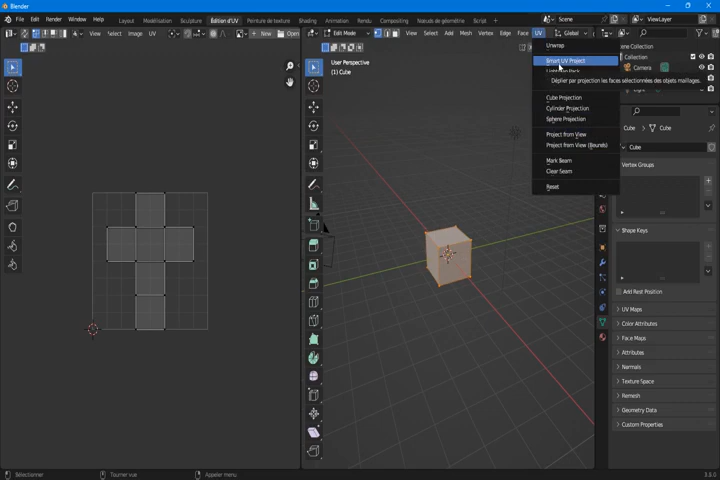 Blender
File Edit Render Window Help Layout Modélisation Sculpture Édition d'UV Peinture de texture Shading Animation Rendu Compositing Nœuds de géométrie Script + Scene ViewLayer
View Select Image UV New Open
Edit Mode View Select Add Mesh Vertex Edge Face UV Global
User Perspective
(1) Cube
Unwrap
Smart UV Project
Déplier par projection les faces sélectionnées des objets maillages.
Cube Projection
Cylinder Projection
Sphere Projection
Project from View
Project from View (Bounds)
Mark Seam
Clear Seam
Reset
Collection
Camera
Cube > Cube
Cube
Vertex Groups
Shape Keys
Add Rest Position
UV Maps
Color Attributes
Face Maps
Attributes
Normals
Texture Space
Remesh
Geometry Data
Custom Properties
Sélectionner Tourner vue Appeler menu